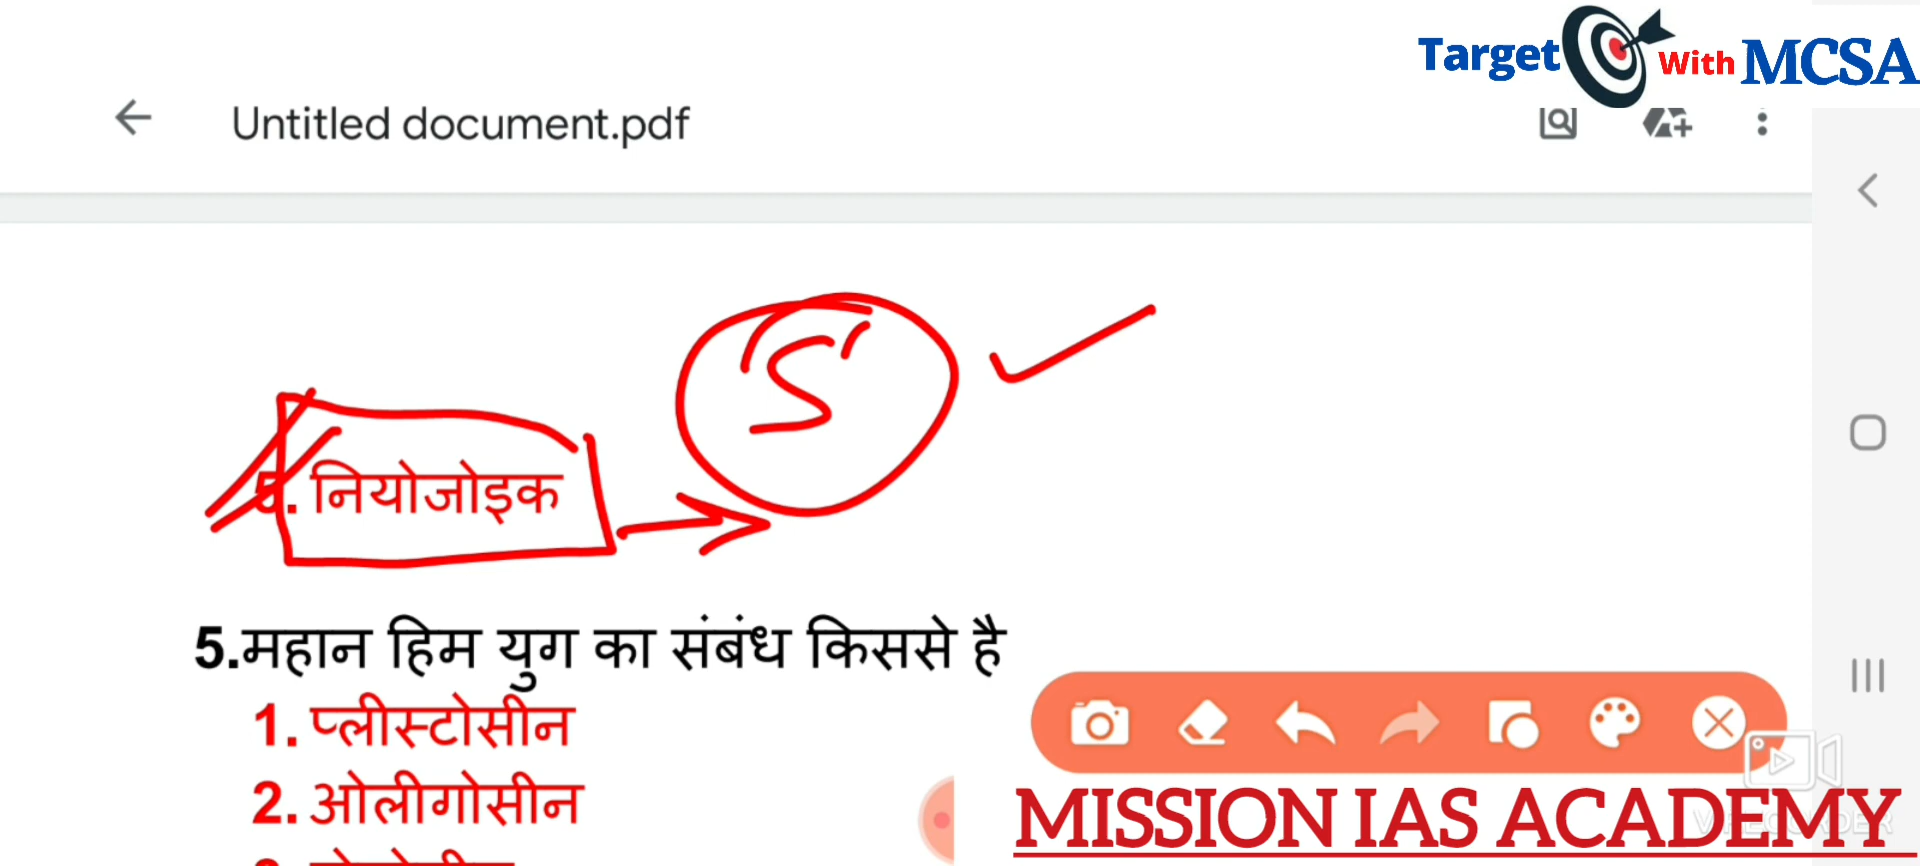 Target With MCSA
Untitled document.pdf
'S'
5. नियोजोइक
5.महान हिम युग का संबंध किससे है
1. प्लीस्टोसीन
2. ओलीगोसीन
MISSION IAS ACADEMY